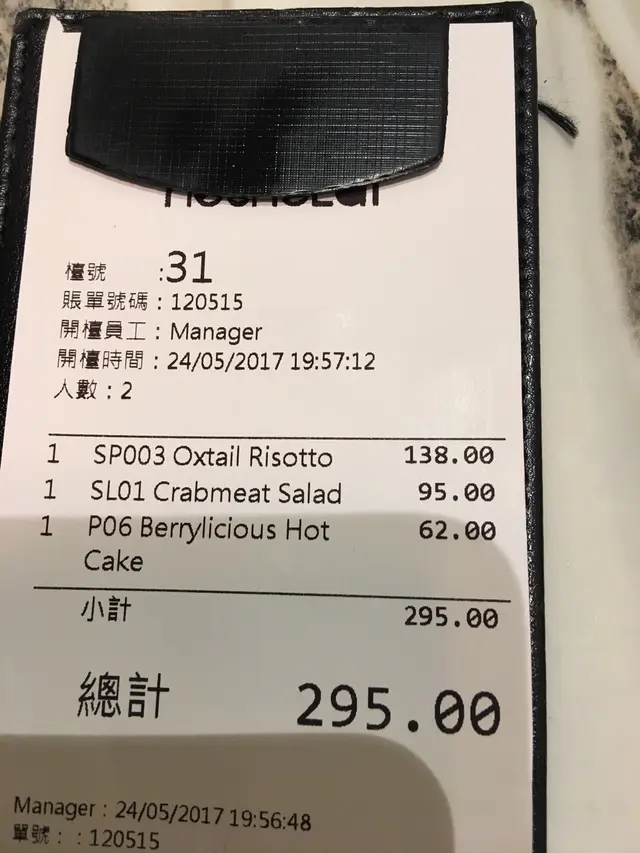 檯號 :31
賬單號碼 : 120515
開檯員工 : Manager
開檯時間 : 24/05/2017 19:57:12
人數 : 2
1 SP003 Oxtail Risotto 138.00
1 SL01 Crabmeat Salad 95.00
1 P06 Berrylicious Hot 62.00
Cake
小計 295.00
總計 295.00
Manager : 24/05/2017 19:56:48
單號 : : 120515